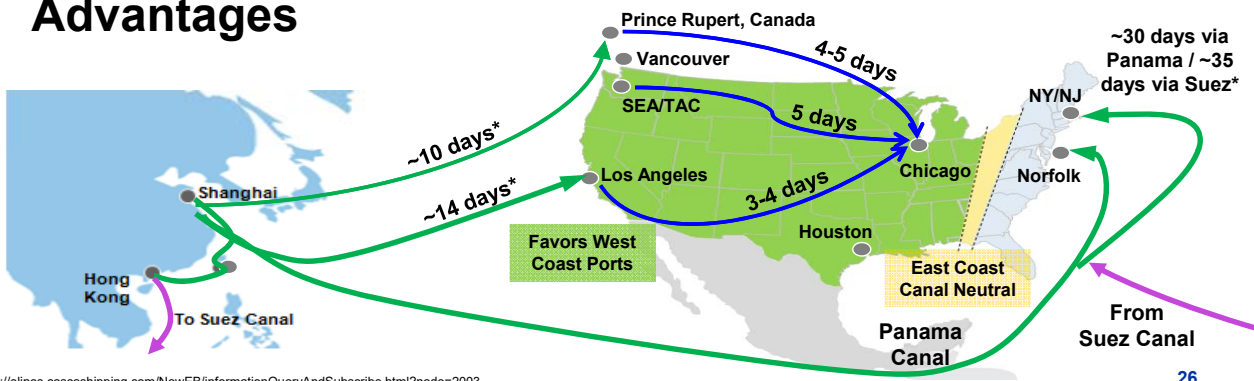 Advantages
Prince Rupert, Canada
Vancouver
SEA/TAC
4-5 days
5 days
~30 days via
Panama / ~35
days via Suez*
NY/NJ
~10 days*
Shanghai
~14 days*
Los Angeles
3-4 days
Chicago
Norfolk
Houston
Favors West
Coast Ports
East Coast
Canal Neutral
Hong
Kong
To Suez Canal
Panama
Canal
From
Suez Canal
26